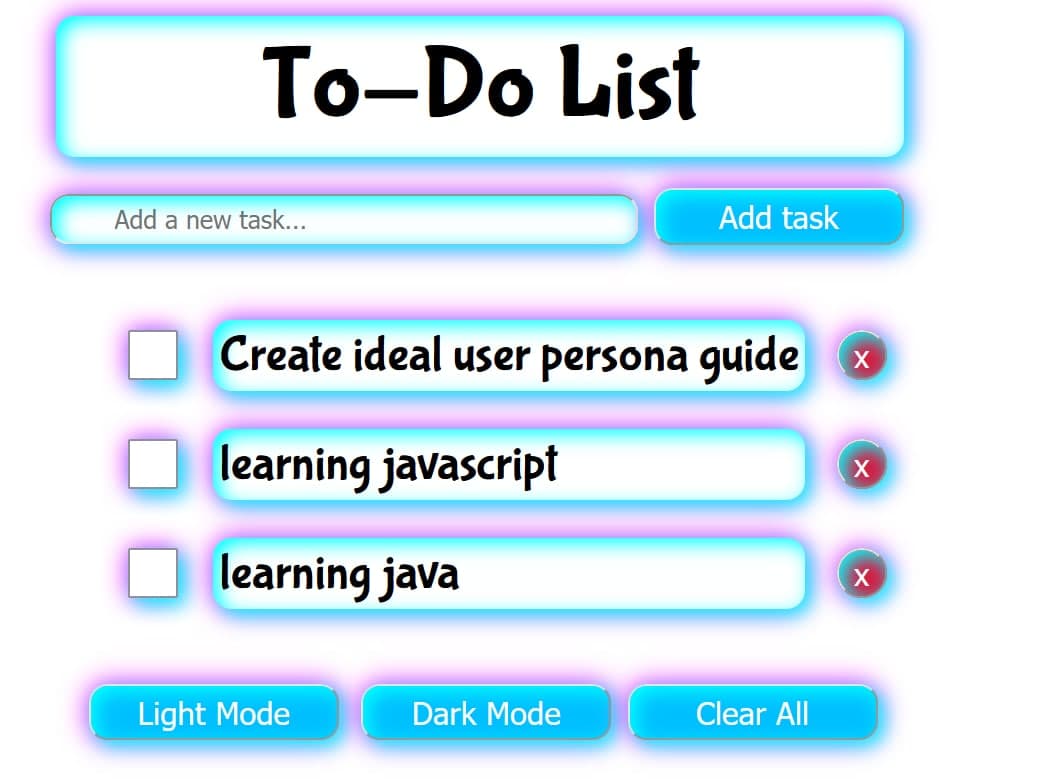 To-Do List
Add a new task...
Add task
Create ideal user persona guide
x
learning javascript
x
learning java
x
Light Mode
Dark Mode
Clear All